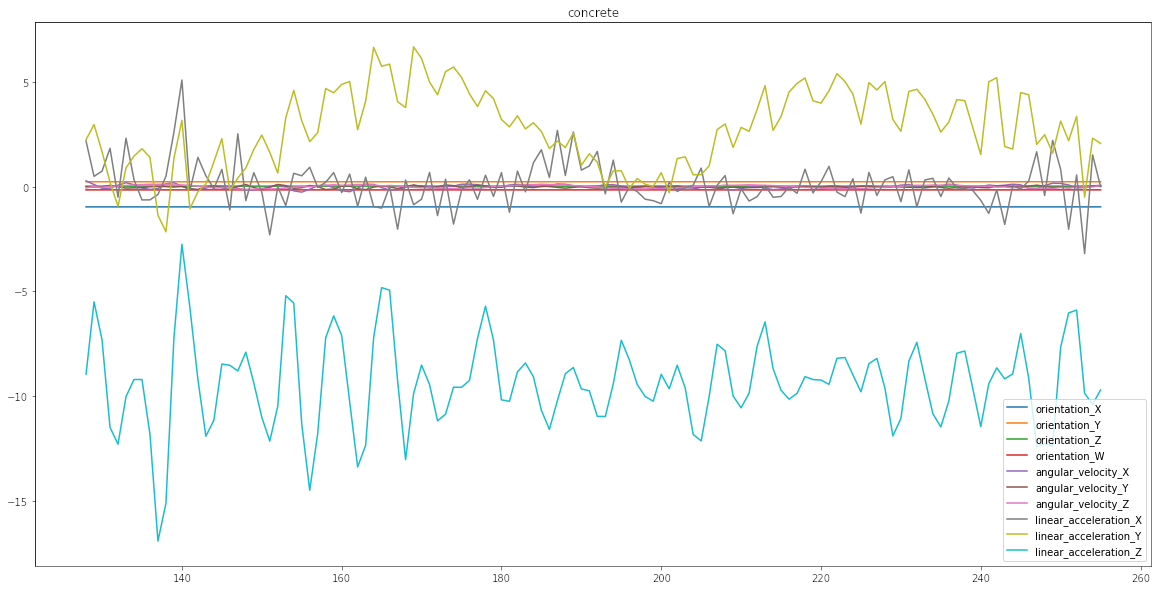 concrete
5
0
−5
−10
−15
140 160 180 200 220 240 260
orientation_X
orientation_Y
orientation_Z
orientation_W
angular_velocity_X
angular_velocity_Y
angular_velocity_Z
linear_acceleration_X
linear_acceleration_Y
linear_acceleration_Z